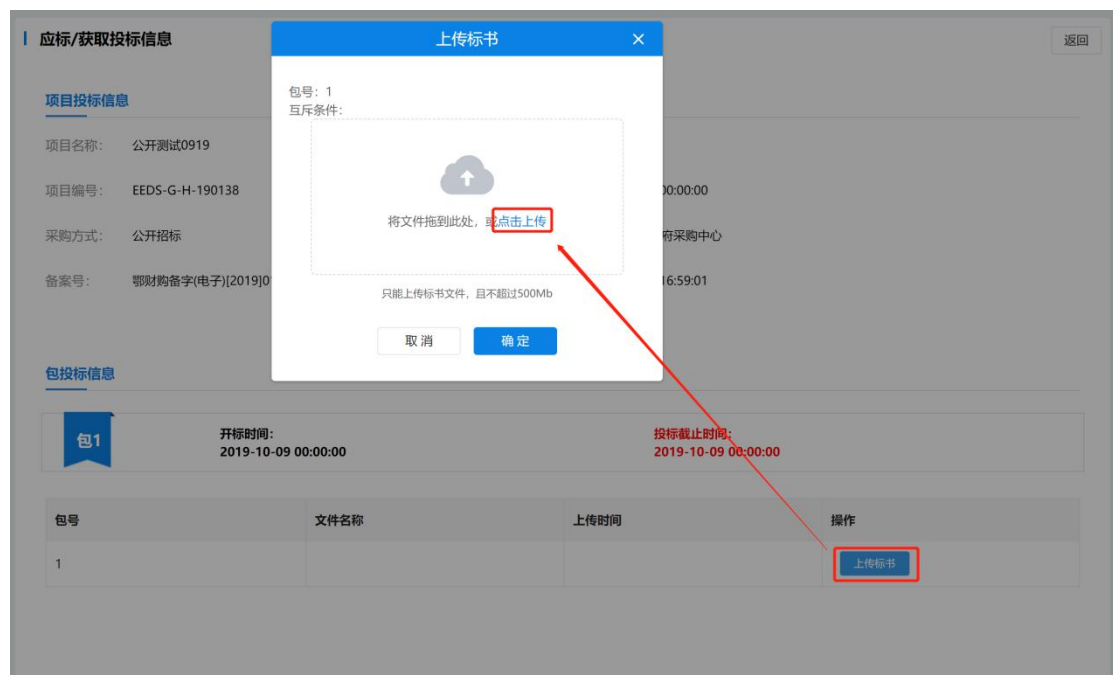 应标/获取投标信息
返回
上传标书
包号：1
互斥条件：
将文件拖到此处，或点击上传
只能上传标书文件，且不超过500Mb
取消
确定
项目投标信息
项目名称： 公开测试0919
项目编号： EEDS-G-H-190138
00:00:00
采购方式： 公开招标
府采购中心
备案号： 鄂财购备字(电子)[2019]0
16:59:01
包投标信息
包1
开标时间：
2019-10-09 00:00:00
投标截止时间：
2019-10-09 00:00:00
包号 文件名称 上传时间 操作
1
上传标书